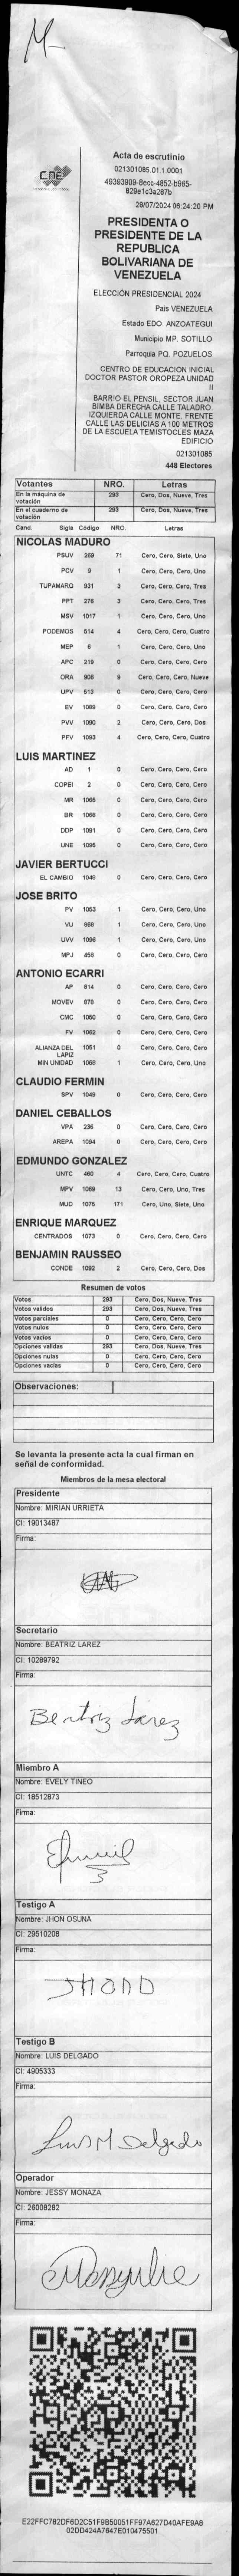 CNE
Acta de escrutinio
021301085.01.1.0001
49393909-8ecc-4852-b965-
829e1c3a287b
28/07/2024 06:24:20 PM
PRESIDENTA O
PRESIDENTE DE LA
REPUBLICA
BOLIVARIANA DE
VENEZUELA
ELECCIÓN PRESIDENCIAL 2024
Pais VENEZUELA
Estado EDO. ANZOATEGUI
Municipio MP. SOTILLO
Parroquia PQ. POZUELOS
CENTRO DE EDUCACION INICIAL
DOCTOR PASTOR OROPEZA UNIDAD
II
BARRIO EL PENSIL, SECTOR JUAN
BIMBA DERECHA CALLE TALADRO.
IZQUIERDA CALLE MONTE. FRENTE
CALLE LAS DELICIAS A 100 METROS
DE LA ESCUELA TEMISTOCLES MAZA
EDIFICIO
021301085
448 Electores
Votantes NRO. Letras
En la máquina de votación 293 Cero, Dos, Nueve, Tres
En el cuaderno de votación 293 Cero, Dos, Nueve, Tres
Cand. Sigla Código NRO. Letras
NICOLAS MADURO
PSUV 269 71 Cero, Cero, Siete, Uno
PCV 9 1 Cero, Cero, Cero, Uno
TUPAMARO 931 3 Cero, Cero, Cero, Tres
PPT 276 3 Cero, Cero, Cero, Tres
MSV 1017 1 Cero, Cero, Cero, Uno
PODEMOS 514 4 Cero, Cero, Cero, Cuatro
MEP 6 1 Cero, Cero, Cero, Uno
APC 219 0 Cero, Cero, Cero, Cero
ORA 906 9 Cero, Cero, Cero, Nueve
UPV 513 0 Cero, Cero, Cero, Cero
EV 1089 0 Cero, Cero, Cero, Cero
PVV 1090 2 Cero, Cero, Cero, Dos
PFV 1093 4 Cero, Cero, Cero, Cuatro
LUIS MARTINEZ
AD 1 0 Cero, Cero, Cero, Cero
COPEI 2 0 Cero, Cero, Cero, Cero
MR 1065 0 Cero, Cero, Cero, Cero
BR 1066 0 Cero, Cero, Cero, Cero
DDP 1091 0 Cero, Cero, Cero, Cero
UNE 1095 0 Cero, Cero, Cero, Cero
JAVIER BERTUCCI
EL CAMBIO 1048 0 Cero, Cero, Cero, Cero
JOSE BRITO
PV 1053 1 Cero, Cero, Cero, Uno
VU 868 1 Cero, Cero, Cero, Uno
UVV 1096 1 Cero, Cero, Cero, Uno
MPJ 458 0 Cero, Cero, Cero, Cero
ANTONIO ECARRI
AP 814 0 Cero, Cero, Cero, Cero
MOVEV 878 0 Cero, Cero, Cero, Cero
CMC 1050 0 Cero, Cero, Cero, Cero
FV 1062 0 Cero, Cero, Cero, Cero
ALIANZA DEL LAPIZ 1051 0 Cero, Cero, Cero, Cero
MIN UNIDAD 1058 1 Cero, Cero, Cero, Uno
CLAUDIO FERMIN
SPV 1049 0 Cero, Cero, Cero, Cero
DANIEL CEBALLOS
VPA 236 0 Cero, Cero, Cero, Cero
AREPA 1094 0 Cero, Cero, Cero, Cero
EDMUNDO GONZALEZ
UNTC 460 4 Cero, Cero, Cero, Cuatro
MPV 1069 13 Cero, Cero, Uno, Tres
MUD 1075 171 Cero, Uno, Siete, Uno
ENRIQUE MARQUEZ
CENTRADOS 1073 0 Cero, Cero, Cero, Cero
BENJAMIN RAUSSEO
CONDE 1092 2 Cero, Cero, Cero, Dos
Resumen de votos
Votos 293 Cero, Dos, Nueve, Tres
Votos validos 293 Cero, Dos, Nueve, Tres
Votos parciales 0 Cero, Cero, Cero, Cero
Votos nulos 0 Cero, Cero, Cero, Cero
Votos vacios 0 Cero, Cero, Cero, Cero
Opciones validas 293 Cero, Dos, Nueve, Tres
Opciones nulas 0 Cero, Cero, Cero, Cero
Opciones vacias 0 Cero, Cero, Cero, Cero
Observaciones:
Se levanta la presente acta la cual firman en
señal de conformidad.
Miembros de la mesa electoral
Presidente
Nombre: MIRIAN URRIETA
CI: 19013487
Firma:
Secretario
Nombre: BEATRIZ LAREZ
CI: 10289792
Firma:
Beatriz Larez
Miembro A
Nombre: EVELY TINEO
CI: 18512873
Firma:
Testigo A
Nombre: JHON OSUNA
CI: 29510208
Firma:
Testigo B
Nombre: LUIS DELGADO
CI: 4905333
Firma:
Luis M Delgado
Operador
Nombre: JESSY MONAZA
CI: 26008282
Firma:
E22FFC782DF6D2C51F9B50051FF97A627D40AFE9A8
02DD424A7647E010475501